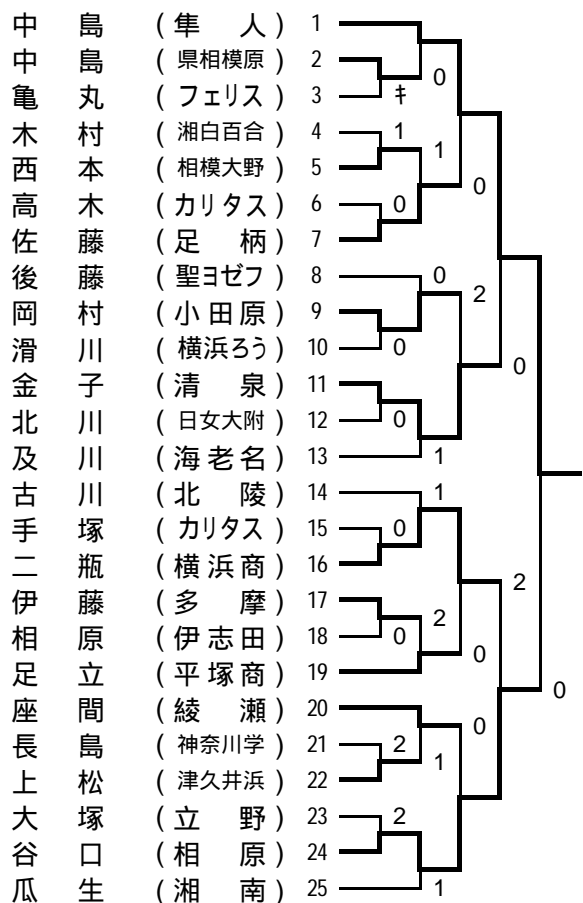 中 島 (隼 人) 1
中 島 (県相模原) 2
0
亀 丸 (フェリス) 3 キ
木 村 (湘白百合) 4 1
西 本 (相模大野) 5 1
0
高 木 (カリタス) 6 0
佐 藤 (足 柄) 7
後 藤 (聖ヨゼフ) 8 0
2
岡 村 (小田原) 9
滑 川 (横浜ろう) 10 0
0
金 子 (清 泉) 11
北 川 (日女大附) 12 0
及 川 (海老名) 13 1
古 川 (北 陵) 14 1
手 塚 (カリタス) 15 0
二 瓶 (横浜商) 16
2
伊 藤 (多 摩) 17
2
相 原 (伊志田) 18 0
0
足 立 (平塚商) 19
0
座 間 (綾 瀬) 20
0
長 島 (神奈川学) 21 2
1
上 松 (津久井浜) 22
大 塚 (立 野) 23 2
谷 口 (相 原) 24
瓜 生 (湘 南) 25 1